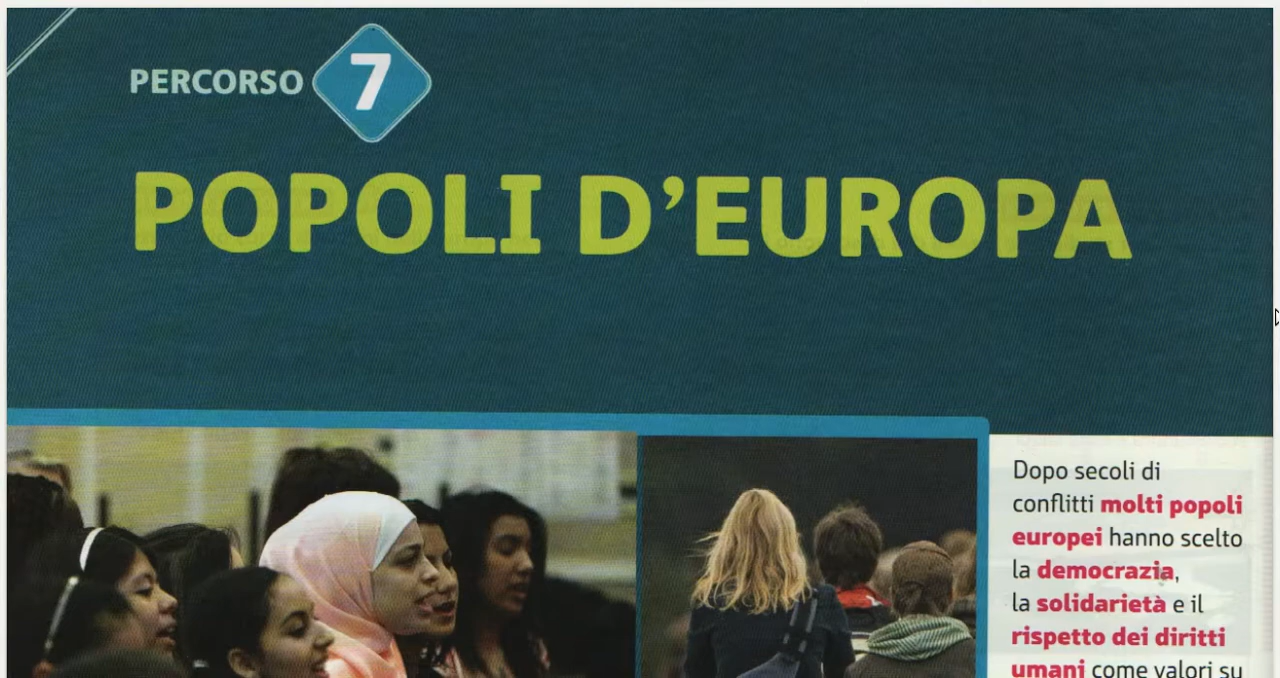 PERCORSO 7
POPOLI D'EUROPA
Dopo secoli di
conflitti molti popoli
europei hanno scelto
la democrazia,
la solidarietà e il
rispetto dei diritti
umani come valori su